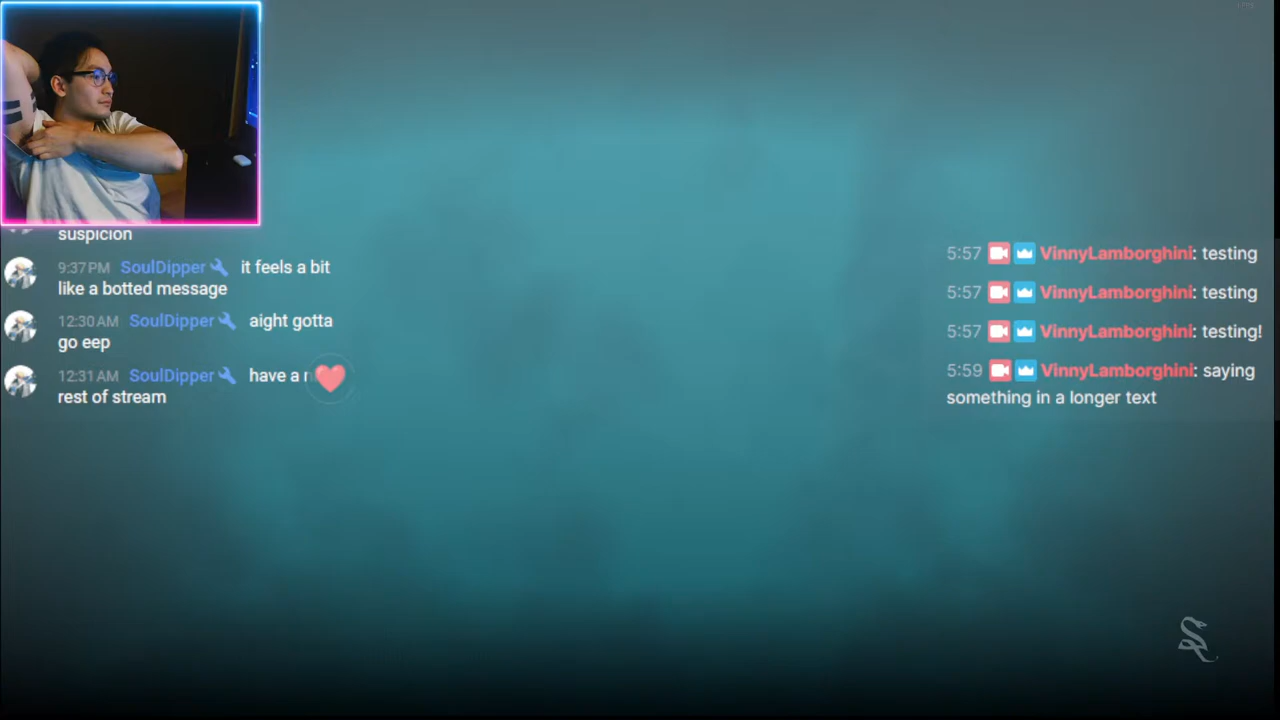 suspicion
9:37 PM SoulDipper it feels a bit
like a botted message
12:30 AM SoulDipper aight gotta
go eep
12:31 AM SoulDipper have a
rest of stream
5:57 VinnyLamborghini: testing
5:57 VinnyLamborghini: testing
5:57 VinnyLamborghini: testing!
5:59 VinnyLamborghini: saying
something in a longer text